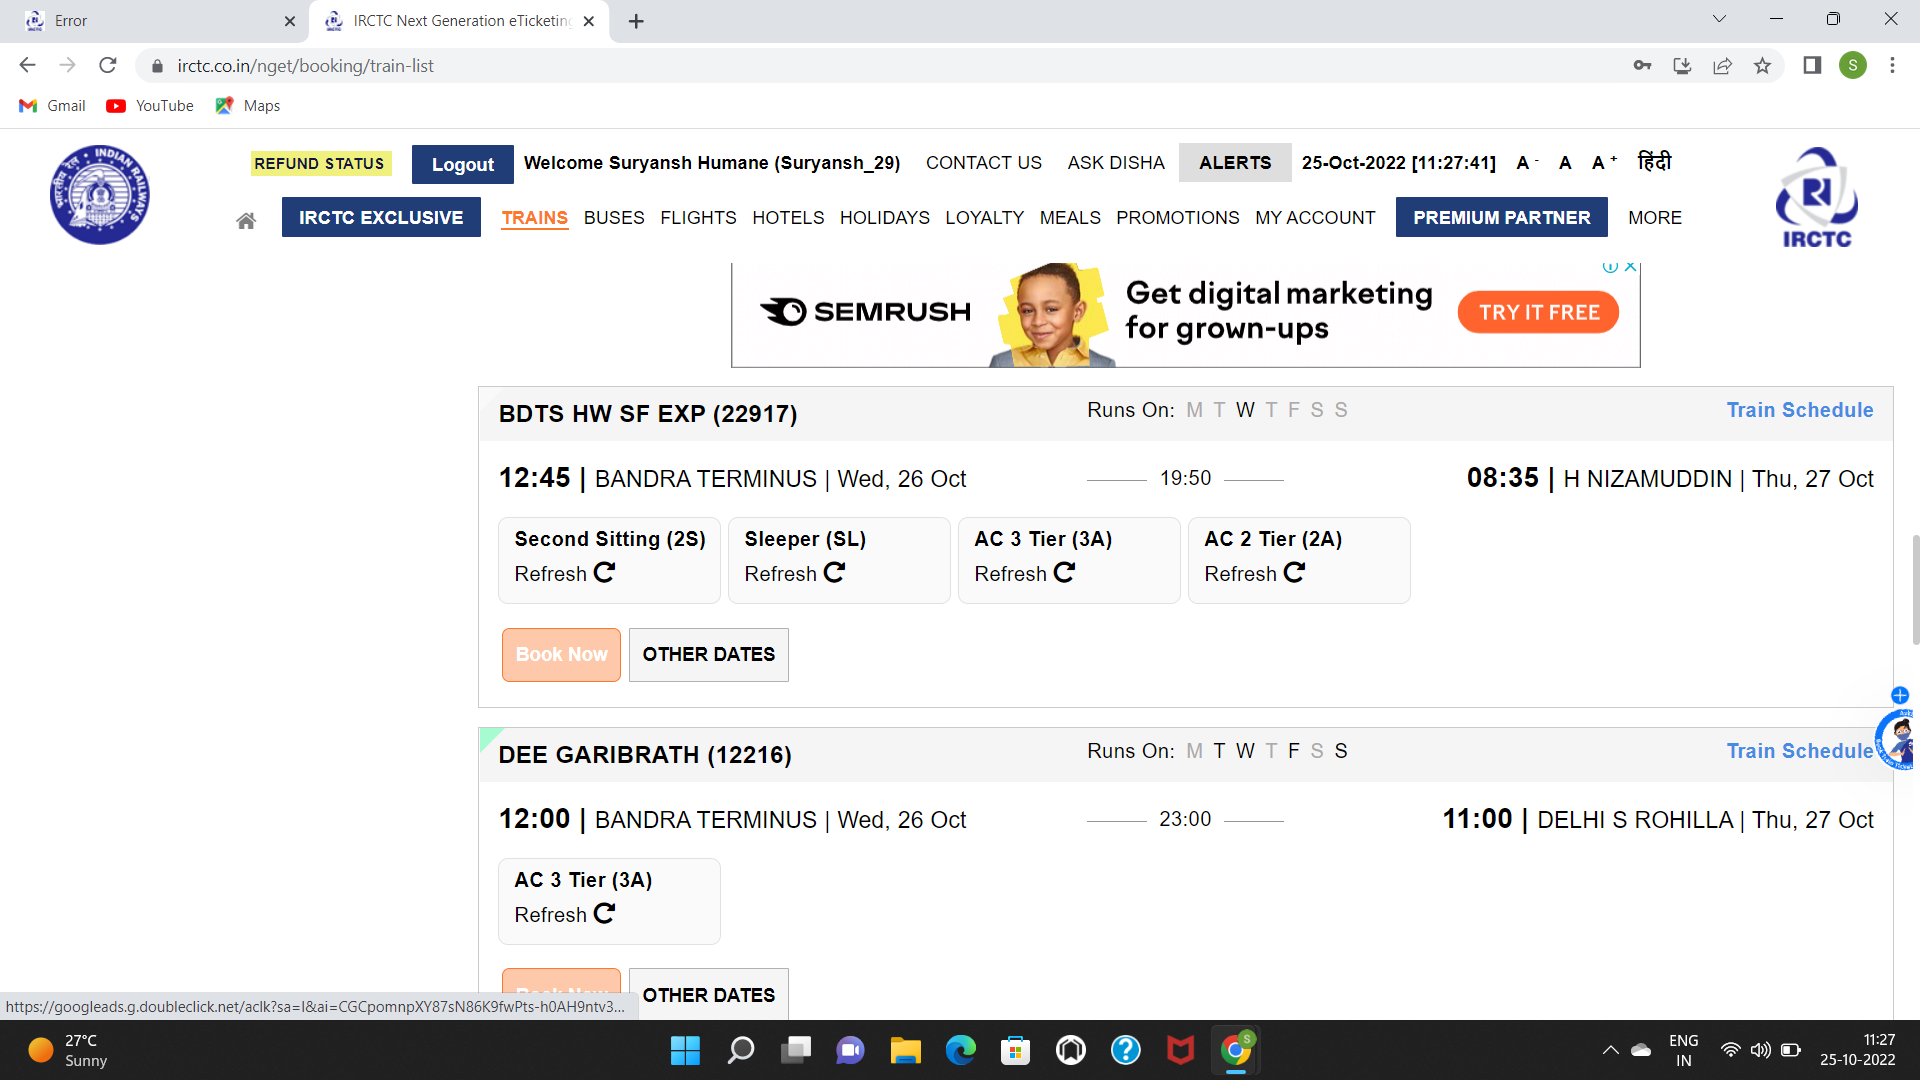 Error
IRCTC Next Generation eTicketing
irctc.co.in/nget/booking/train-list
S
Gmail YouTube Maps
REFUND STATUS Logout Welcome Suryansh Humane (Suryansh_29) CONTACT US ASK DISHA ALERTS 25-Oct-2022 [11:27:41] A - A A + हिंदी
IRCTC EXCLUSIVE TRAINS BUSES FLIGHTS HOTELS HOLIDAYS LOYALTY MEALS PROMOTIONS MY ACCOUNT PREMIUM PARTNER MORE
INDIAN RAILWAYS
भारतीय रेल
IRCTC
SEMRUSH
Get digital marketing
for grown-ups
TRY IT FREE
BDTS HW SF EXP (22917) Runs On: M T W T F S S Train Schedule
12:45 | BANDRA TERMINUS | Wed, 26 Oct 19:50 08:35 | H NIZAMUDDIN | Thu, 27 Oct
Second Sitting (2S) Sleeper (SL) AC 3 Tier (3A) AC 2 Tier (2A)
Refresh Refresh Refresh Refresh
Book Now OTHER DATES
DEE GARIBRATH (12216) Runs On: M T W T F S S Train Schedule
12:00 | BANDRA TERMINUS | Wed, 26 Oct 23:00 11:00 | DELHI S ROHILLA | Thu, 27 Oct
AC 3 Tier (3A)
Refresh
Book Now OTHER DATES
https://googleads.g.doubleclick.net/aclk?sa=l&ai=CGCpomnpXY87sN86K9fwPts-h0AH9ntv3...
27°C
Sunny
S
ENG
IN
11:27
25-10-2022